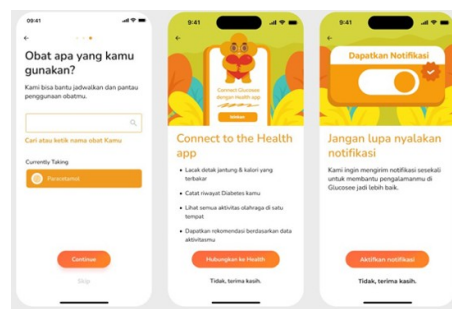 09:41
Obat apa yang kamu
gunakan?
Kami bisa bantu jadwalkan dan pantau
penggunaan obatmu.
Cari atau ketik nama obat Kamu
Currently Taking
Paracetamol
Continue
Skip
9:41
Connect Glucosee
dengan Health app
Connect to the Health
app
• Lacak detak jantung & kalori yang
terbakar
• Catat riwayat Diabetes kamu
• Lihat semua aktivitas olahraga di satu
tempat
• Dapatkan rekomendasi berdasarkan data
aktivitasmu
Hubungkan ke Health
Tidak, terima kasih.
9:41
Dapatkan Notifikasi
Jangan lupa nyalakan
notifikasi
Kami ingin mengirim notifikasi sesekali
untuk membantu pengalamanmu di
Glucosee jadi lebih baik.
Aktifkan notifikasi
Tidak, terima kasih.